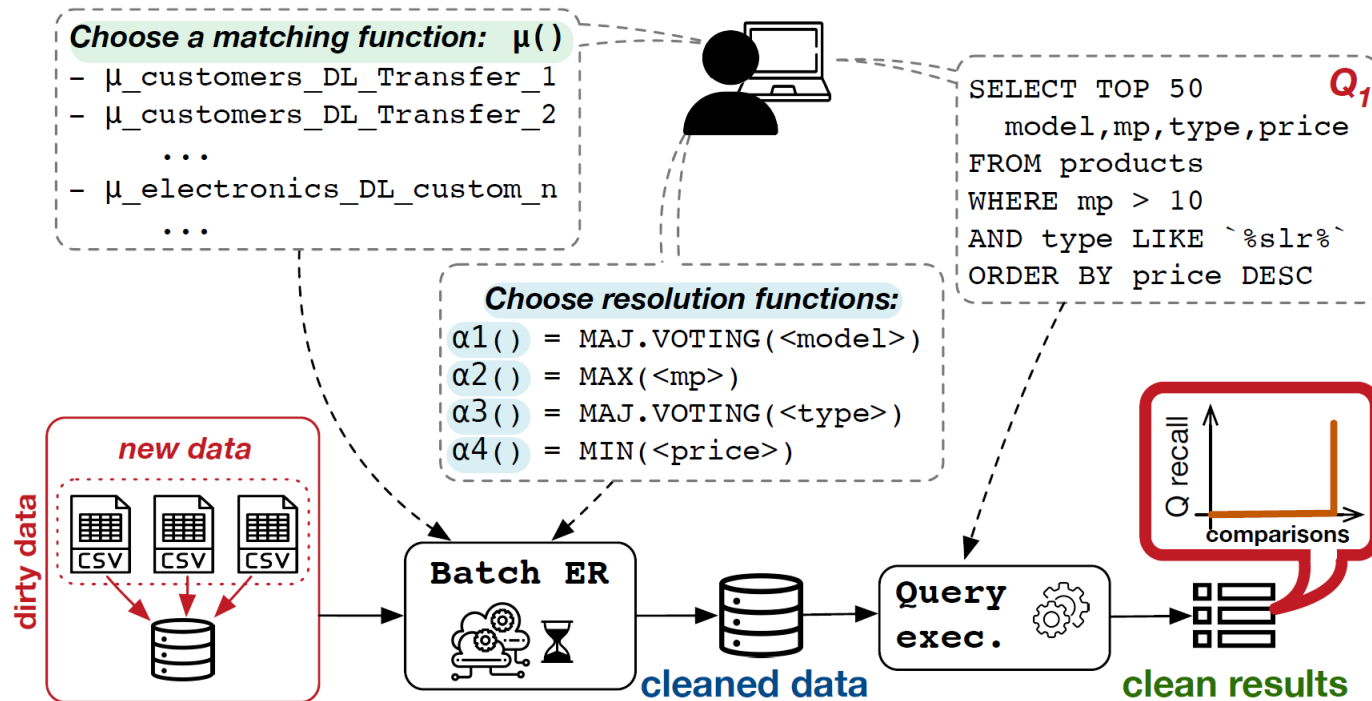 Choose a matching function: μ()
– μ_customers_DL_Transfer_1
– μ_customers_DL_Transfer_2
...
– μ_electronics_DL_custom_n
...
Q1
SELECT TOP 50
model,mp,type,price
FROM products
WHERE mp > 10
AND type LIKE `%slr%`
ORDER BY price DESC
Choose resolution functions:
α1() = MAJ.VOTING(<model>)
α2() = MAX(<mp>)
α3() = MAJ.VOTING(<type>)
α4() = MIN(<price>)
dirty data
new data
CSV
CSV
CSV
Batch ER
cleaned data
Query
exec.
Q recall
comparisons
clean results